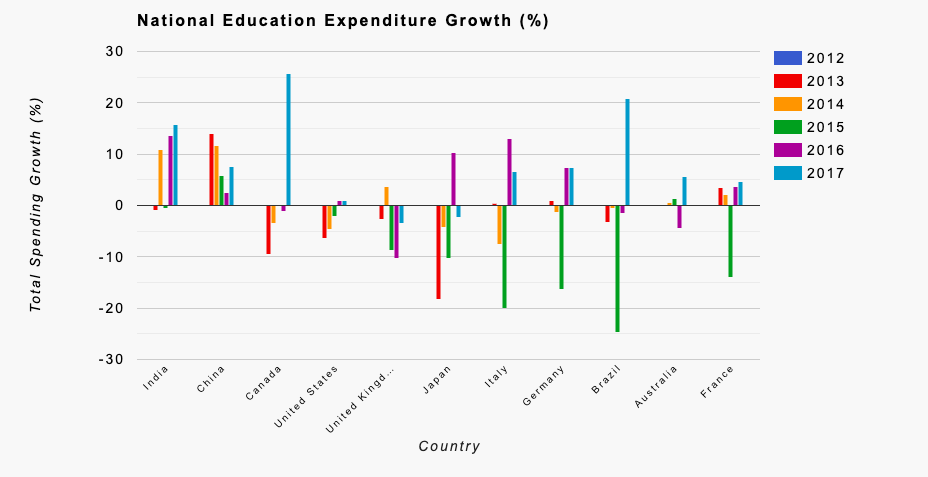 National Education Expenditure Growth (%)
Total Spending Growth (%)
30
20
10
0
-10
-20
-30
India
China
Canada
United States
United Kingd...
Japan
Italy
Germany
Brazil
Australia
France
Country
2012
2013
2014
2015
2016
2017